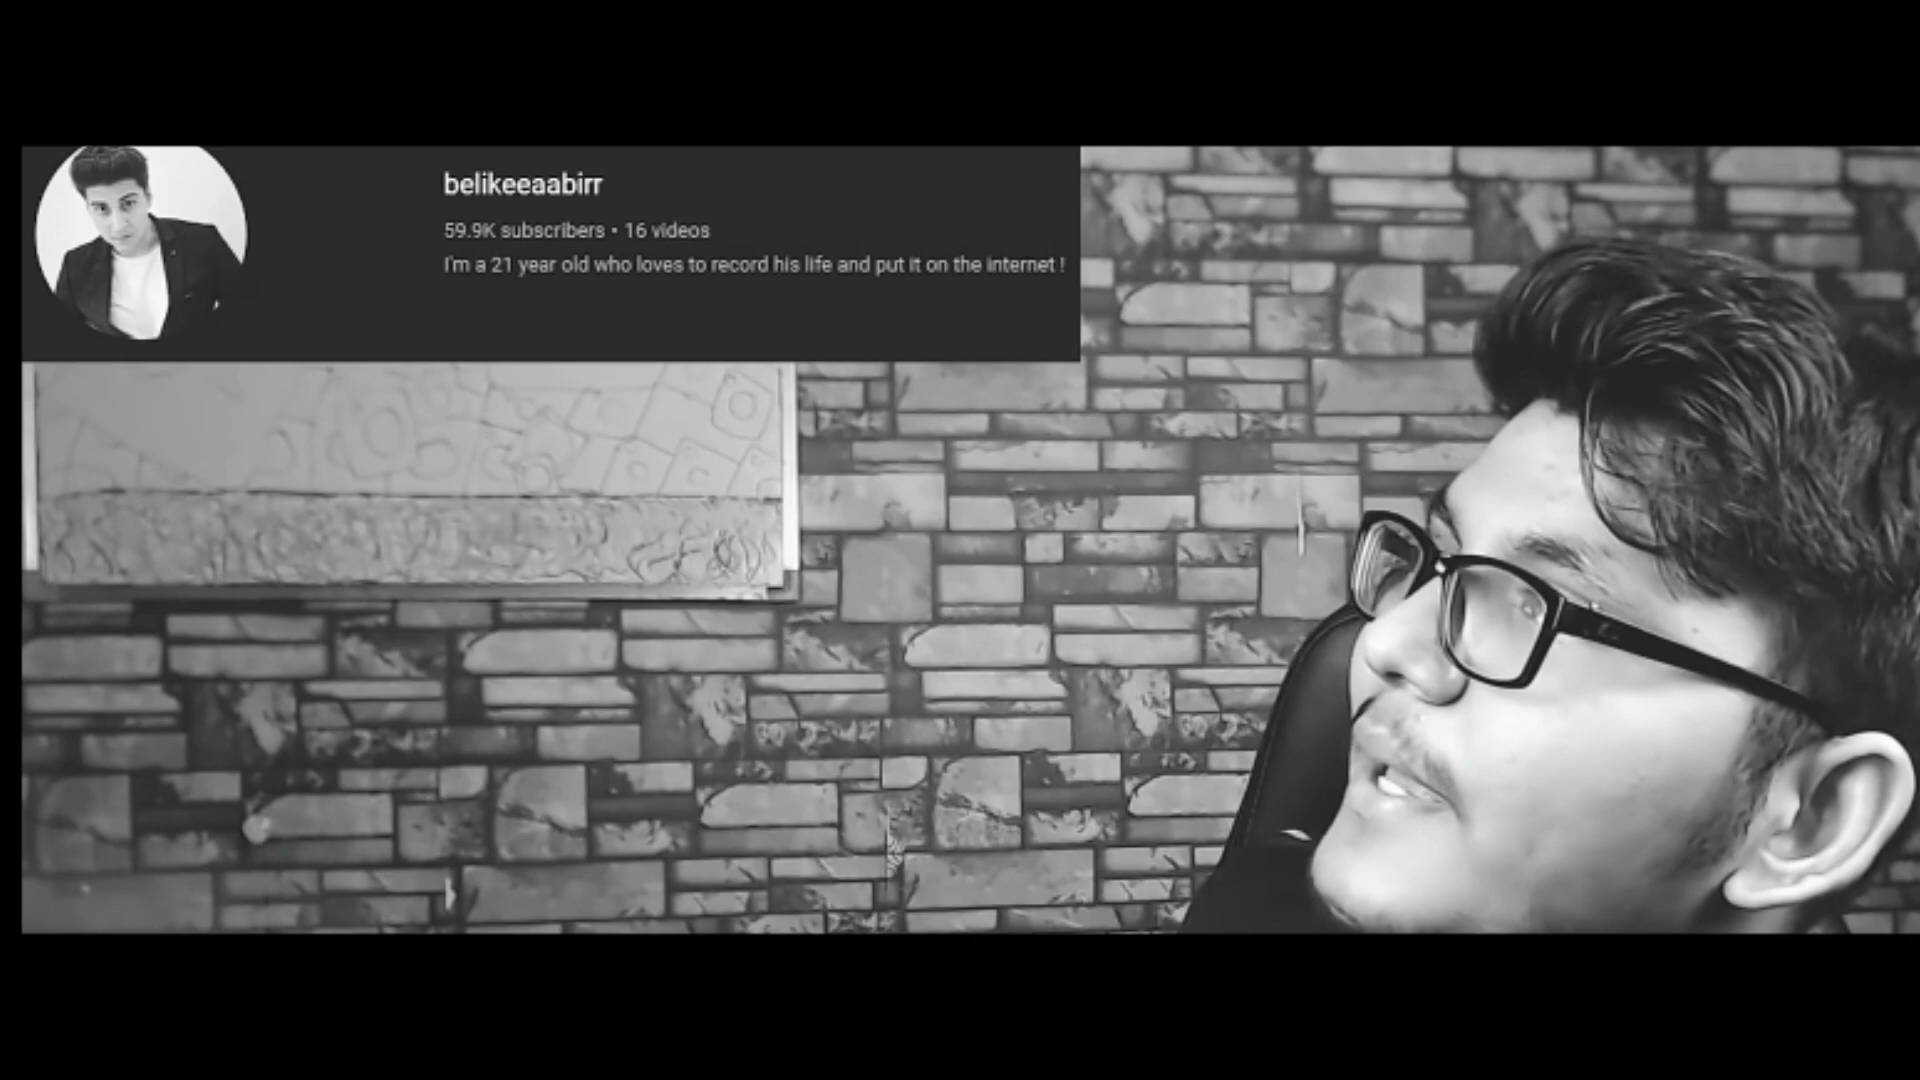 belikeeaabirr
59.9K subscribers • 16 videos
I'm a 21 year old who loves to record his life and put it on the internet !